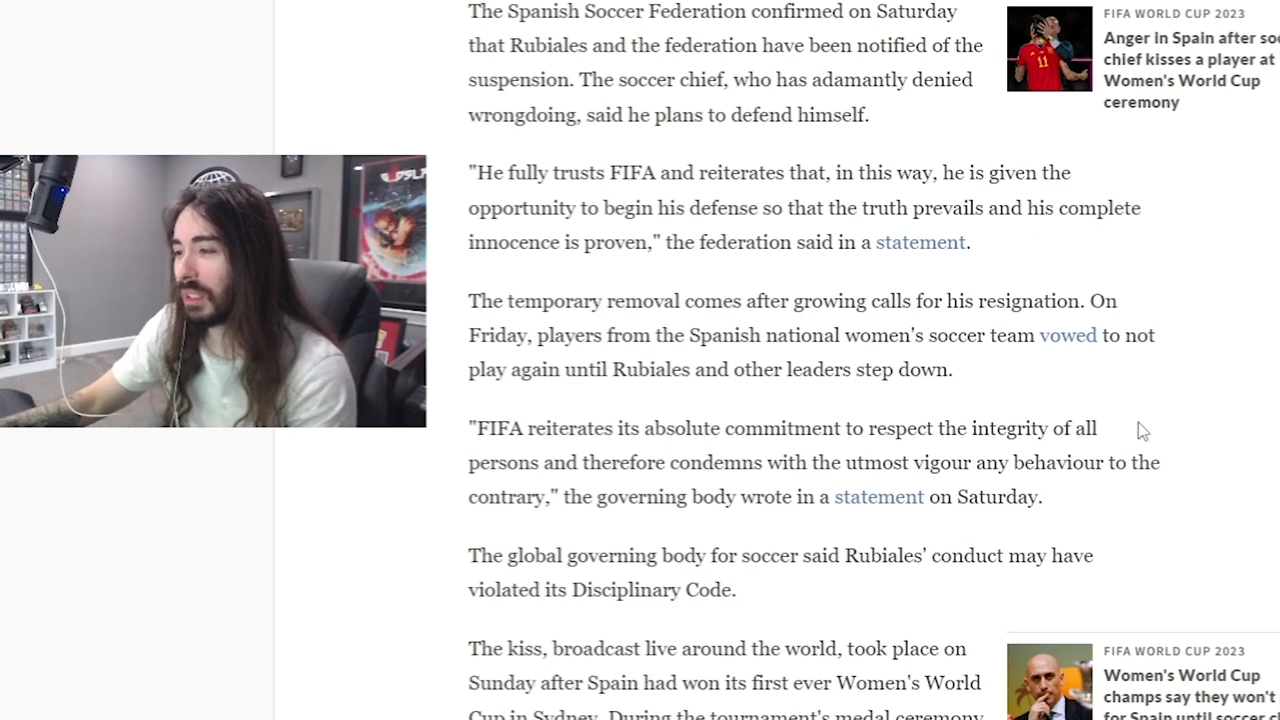 The Spanish Soccer Federation confirmed on Saturday
that Rubiales and the federation have been notified of the
suspension. The soccer chief, who has adamantly denied
wrongdoing, said he plans to defend himself.
"He fully trusts FIFA and reiterates that, in this way, he is given the
opportunity to begin his defense so that the truth prevails and his complete
innocence is proven," the federation said in a statement.
The temporary removal comes after growing calls for his resignation. On
Friday, players from the Spanish national women's soccer team vowed to not
play again until Rubiales and other leaders step down.
"FIFA reiterates its absolute commitment to respect the integrity of all
persons and therefore condemns with the utmost vigour any behaviour to the
contrary," the governing body wrote in a statement on Saturday.
The global governing body for soccer said Rubiales' conduct may have
violated its Disciplinary Code.
The kiss, broadcast live around the world, took place on
Sunday after Spain had won its first ever Women's World
Cup in Sydney. During the tournament's medal ceremony
FIFA WORLD CUP 2023
Anger in Spain after soc
chief kisses a player at
Women's World Cup
ceremony
11
FIFA WORLD CUP 2023
Women's World Cup
champs say they won't
for Spain until soccer